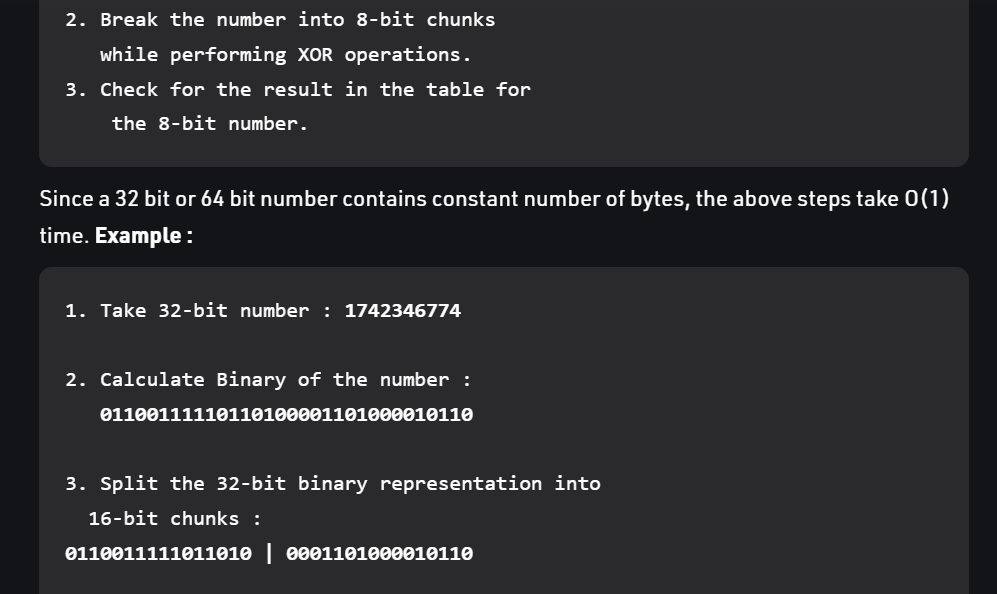 2. Break the number into 8-bit chunks
while performing XOR operations.
3. Check for the result in the table for
the 8-bit number.
Since a 32 bit or 64 bit number contains constant number of bytes, the above steps take O(1)
time. Example :
1. Take 32-bit number : 1742346774
2. Calculate Binary of the number :
01100111110110100001101000010110
3. Split the 32-bit binary representation into
16-bit chunks :
0110011111011010 | 0001101000010110